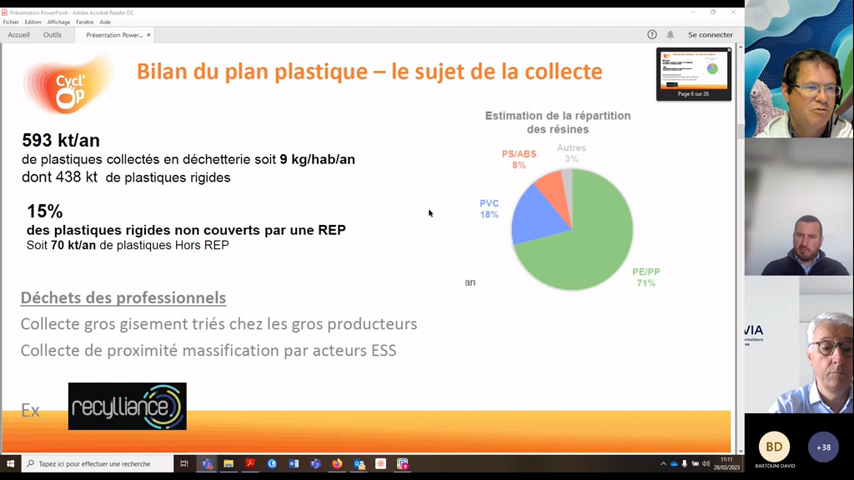 Présentation PowerPoint - Adobe Acrobat Reader DC
Fichier Edition Affichage Fenêtre Aide
Accueil Outils Présentation Power... × Se connecter
Cycl'Op
Bilan du plan plastique – le sujet de la collecte
Page 6 sur 26
593 kt/an
de plastiques collectés en déchetterie soit 9 kg/hab/an
dont 438 kt de plastiques rigides
15%
des plastiques rigides non couverts par une REP
Soit 70 kt/an de plastiques Hors REP
Estimation de la répartition
des résines
Autres
3%
PS/ABS
8%
PVC
18%
PE/PP
71%
an
Déchets des professionnels
Collecte gros gisement triés chez les gros producteurs
Collecte de proximité massification par acteurs ESS
Ex
recylliance
VIA
BD
+38
BARTOLINI DAVID
Tapez ici pour effectuer une recherche
11:11
28/03/2023